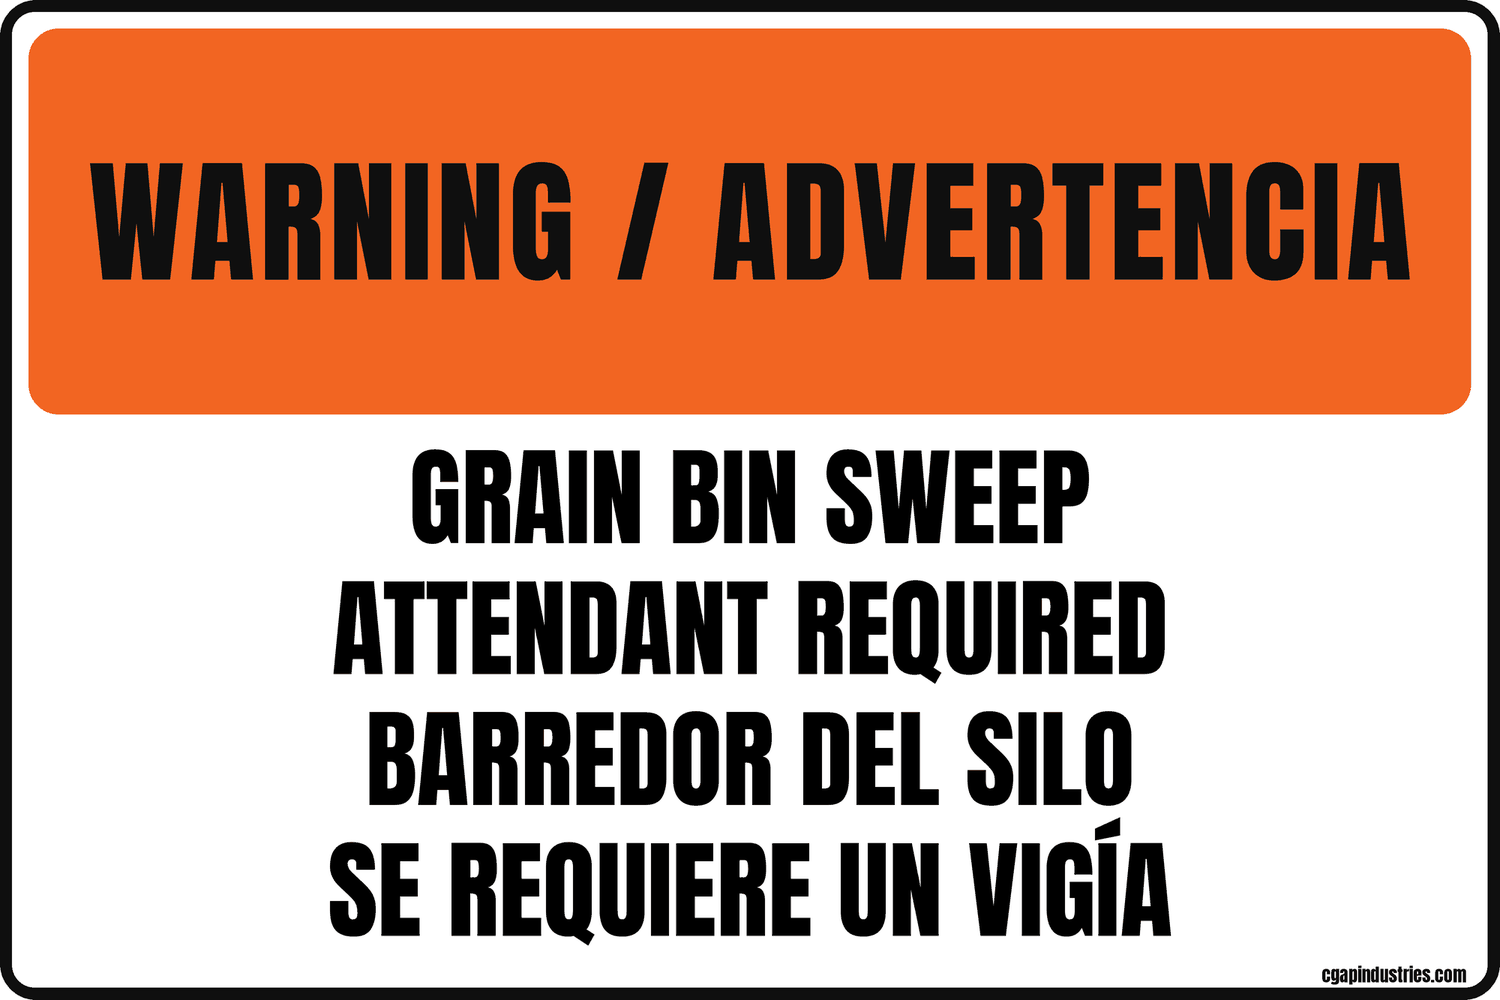 WARNING / ADVERTENCIA
GRAIN BIN SWEEP
ATTENDANT REQUIRED
BARREDOR DEL SILO
SE REQUIERE UN VIGÍA
cgapindustries.com